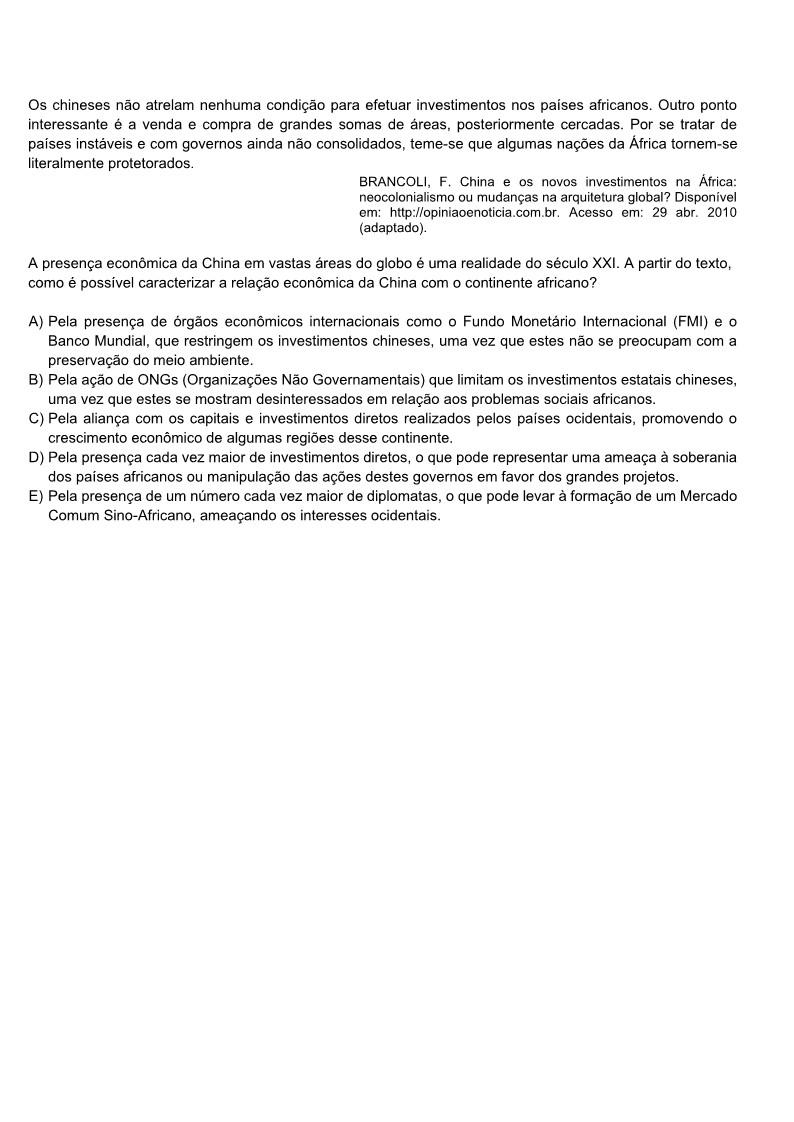 Os chineses não atrelam nenhuma condição para efetuar investimentos nos países africanos. Outro ponto
interessante é a venda e compra de grandes somas de áreas, posteriormente cercadas. Por se tratar de
países instáveis e com governos ainda não consolidados, teme-se que algumas nações da África tornem-se
literalmente protetorados.
BRANCOLI, F. China e os novos investimentos na África:
neocolonialismo ou mudanças na arquitetura global? Disponível
em: http://opiniaoenoticia.com.br. Acesso em: 29 abr. 2010
(adaptado).
A presença econômica da China em vastas áreas do globo é uma realidade do século XXI. A partir do texto,
como é possível caracterizar a relação econômica da China com o continente africano?
A) Pela presença de órgãos econômicos internacionais como o Fundo Monetário Internacional (FMI) e o
Banco Mundial, que restringem os investimentos chineses, uma vez que estes não se preocupam com a
preservação do meio ambiente.
B) Pela ação de ONGs (Organizações Não Governamentais) que limitam os investimentos estatais chineses,
uma vez que estes se mostram desinteressados em relação aos problemas sociais africanos.
C) Pela aliança com os capitais e investimentos diretos realizados pelos países ocidentais, promovendo o
crescimento econômico de algumas regiões desse continente.
D) Pela presença cada vez maior de investimentos diretos, o que pode representar uma ameaça à soberania
dos países africanos ou manipulação das ações destes governos em favor dos grandes projetos.
E) Pela presença de um número cada vez maior de diplomatas, o que pode levar à formação de um Mercado
Comum Sino-Africano, ameaçando os interesses ocidentais.